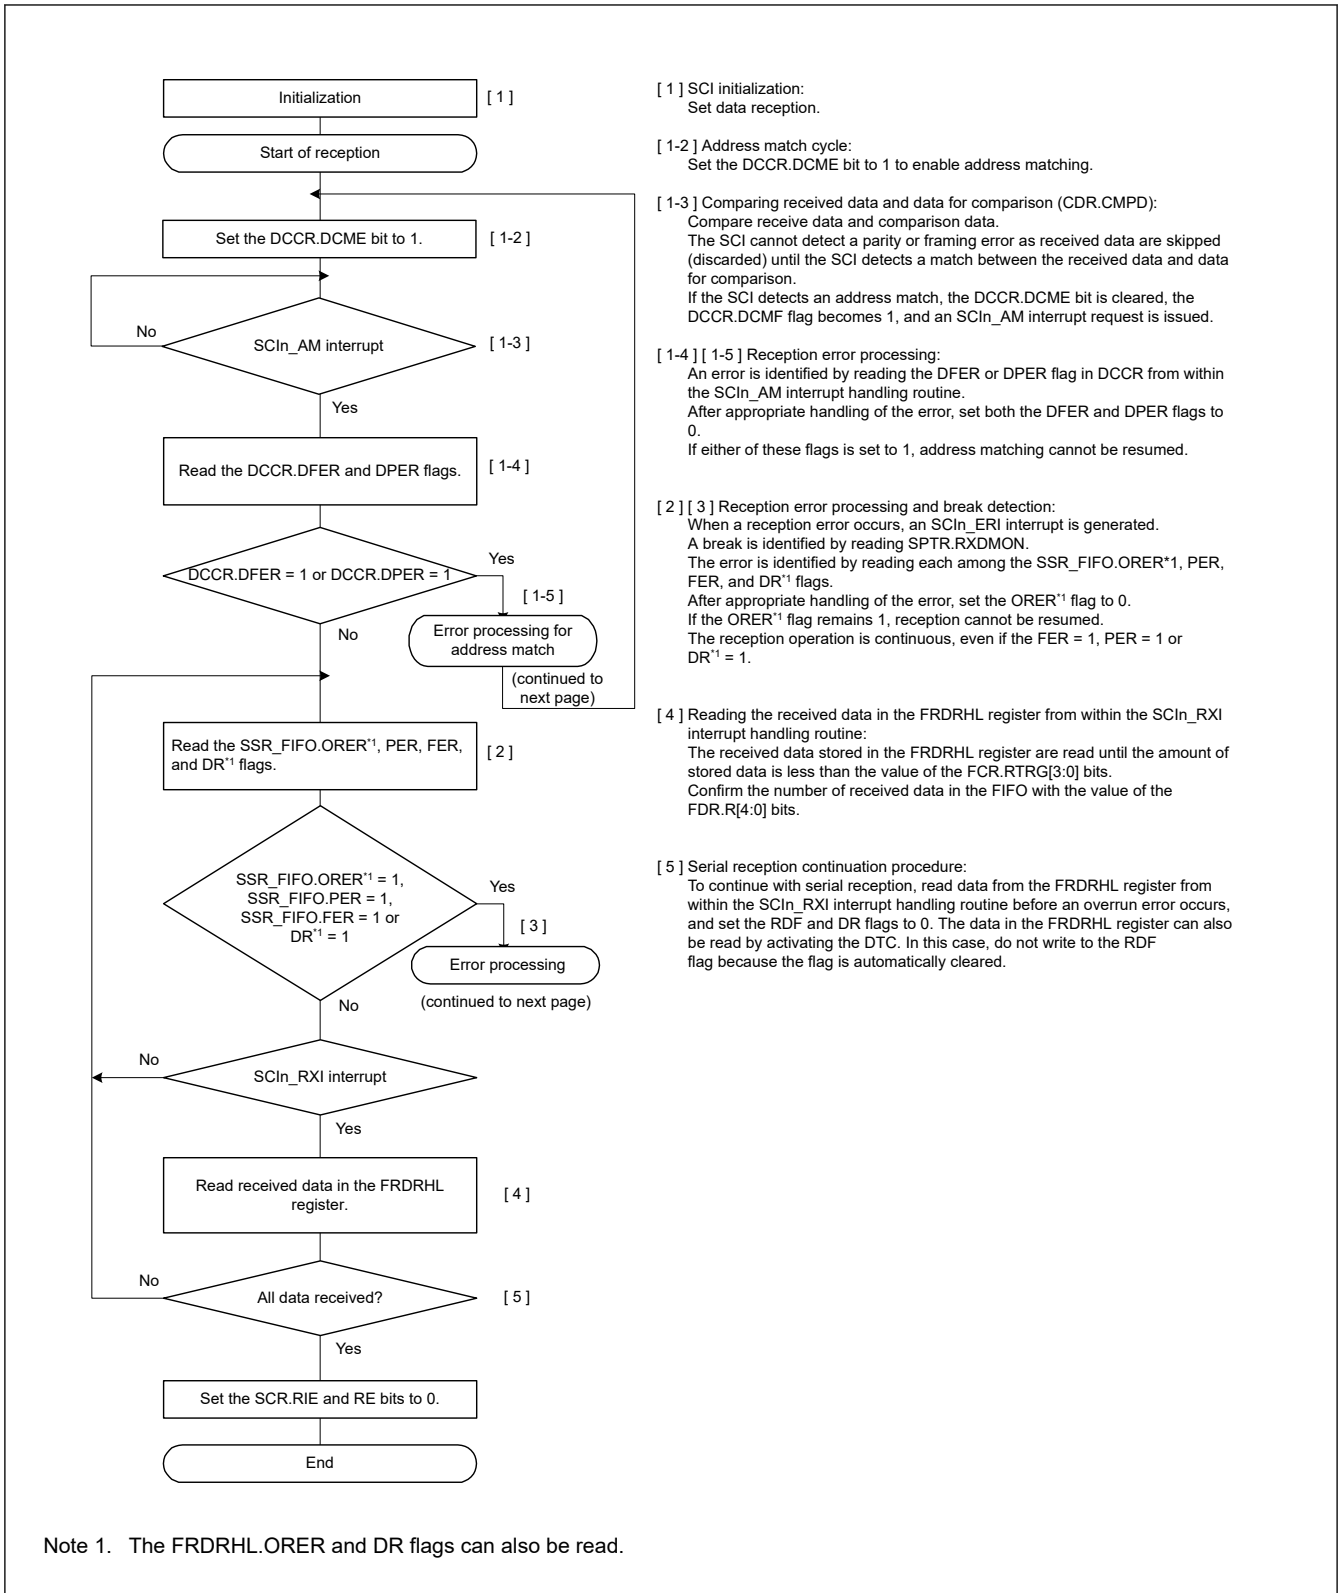 Initialization
[ 1 ]
Start of reception
Set the DCCR.DCME bit to 1.
[ 1-2 ]
No
SCIn_AM interrupt
[ 1-3 ]
Yes
Read the DCCR.DFER and DPER flags.
[ 1-4 ]
DCCR.DFER = 1 or DCCR.DPER = 1
Yes
[ 1-5 ]
No
Error processing for
address match
(continued to
next page)
Read the SSR_FIFO.ORER*1, PER, FER,
and DR*1 flags.
[ 2 ]
SSR_FIFO.ORER*1 = 1,
SSR_FIFO.PER = 1,
SSR_FIFO.FER = 1 or
DR*1 = 1
Yes
[ 3 ]
Error processing
(continued to next page)
No
No
SCIn_RXI interrupt
Yes
Read received data in the FRDRHL
register.
[ 4 ]
No
All data received?
[ 5 ]
Yes
Set the SCR.RIE and RE bits to 0.
End
[ 1 ] SCI initialization:
Set data reception.
[ 1-2 ] Address match cycle:
Set the DCCR.DCME bit to 1 to enable address matching.
[ 1-3 ] Comparing received data and data for comparison (CDR.CMPD):
Compare receive data and comparison data.
The SCI cannot detect a parity or framing error as received data are skipped
(discarded) until the SCI detects a match between the received data and data
for comparison.
If the SCI detects an address match, the DCCR.DCME bit is cleared, the
DCCR.DCMF flag becomes 1, and an SCIn_AM interrupt request is issued.
[ 1-4 ] [ 1-5 ] Reception error processing:
An error is identified by reading the DFER or DPER flag in DCCR from within
the SCIn_AM interrupt handling routine.
After appropriate handling of the error, set both the DFER and DPER flags to
0.
If either of these flags is set to 1, address matching cannot be resumed.
[ 2 ] [ 3 ] Reception error processing and break detection:
When a reception error occurs, an SCIn_ERI interrupt is generated.
A break is identified by reading SPTR.RXDMON.
The error is identified by reading each among the SSR_FIFO.ORER*1, PER,
FER, and DR*1 flags.
After appropriate handling of the error, set the ORER*1 flag to 0.
If the ORER*1 flag remains 1, reception cannot be resumed.
The reception operation is continuous, even if the FER = 1, PER = 1 or
DR*1 = 1.
[ 4 ] Reading the received data in the FRDRHL register from within the SCIn_RXI
interrupt handling routine:
The received data stored in the FRDRHL register are read until the amount of
stored data is less than the value of the FCR.RTRG[3:0] bits.
Confirm the number of received data in the FIFO with the value of the
FDR.R[4:0] bits.
[ 5 ] Serial reception continuation procedure:
To continue with serial reception, read data from the FRDRHL register from
within the SCIn_RXI interrupt handling routine before an overrun error occurs,
and set the RDF and DR flags to 0. The data in the FRDRHL register can also
be read by activating the DTC. In this case, do not write to the RDF
flag because the flag is automatically cleared.
Note 1. The FRDRHL.ORER and DR flags can also be read.